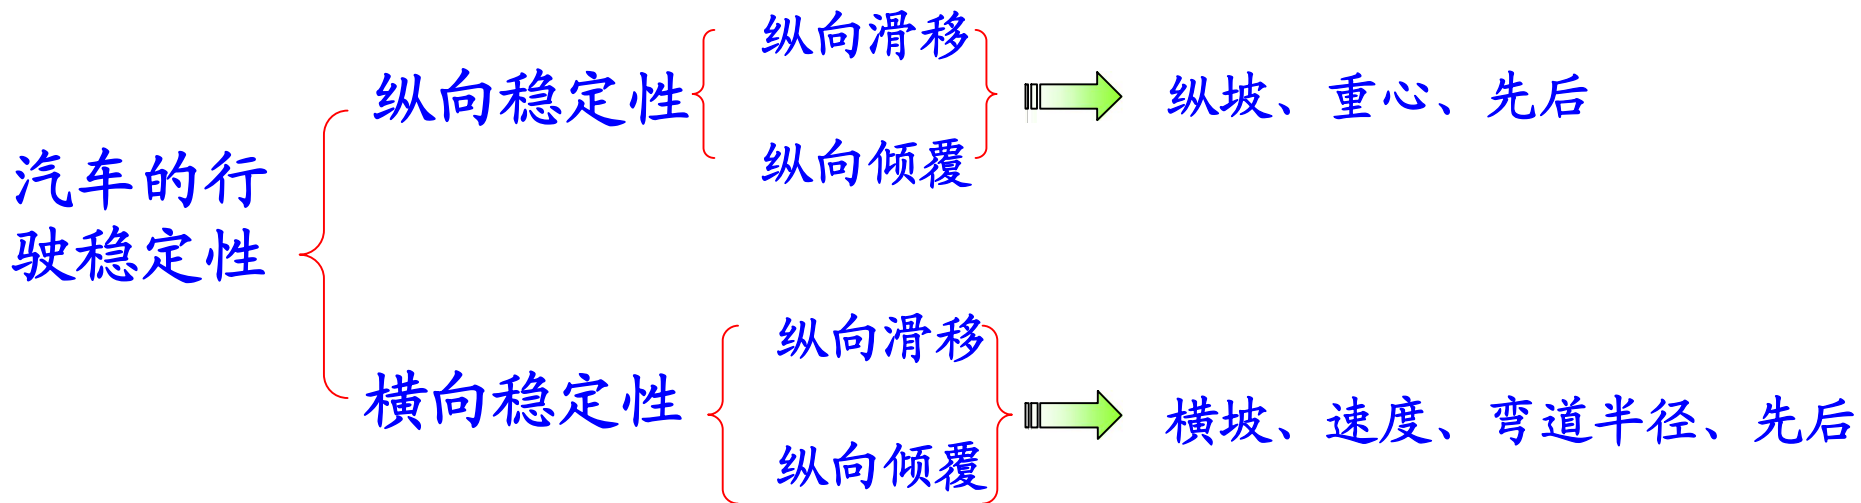 汽车的行
驶稳定性
纵向稳定性
纵向滑移
纵向倾覆
纵坡、重心、先后
横向稳定性
纵向滑移
纵向倾覆
横坡、速度、弯道半径、先后